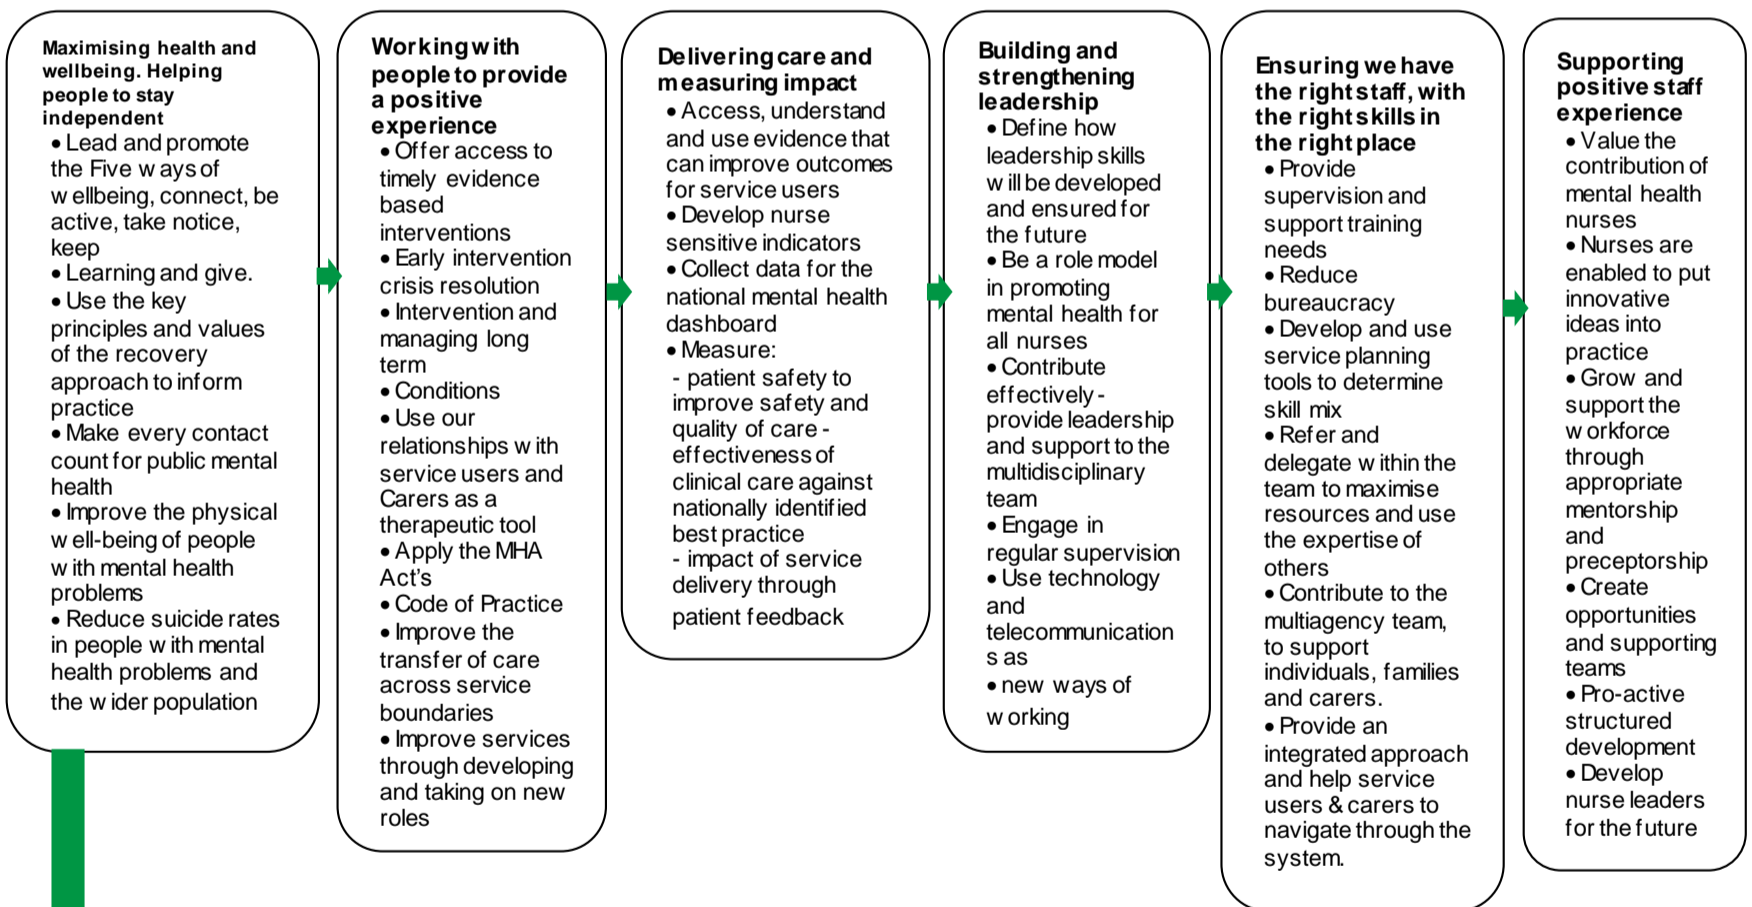 Maximising health and
wellbeing. Helping
people to stay
independent
• Lead and promote
the Five ways of
wellbeing, connect, be
active, take notice,
keep
• Learning and give.
• Use the key
principles and values
of the recovery
approach to inform
practice
• Make every contact
count for public mental
health
• Improve the physical
well-being of people
with mental health
problems
• Reduce suicide rates
in people with mental
health problems and
the wider population
Working with
people to provide
a positive
experience
• Offer access to
timely evidence
based
interventions
• Early intervention
crisis resolution
• Intervention and
managing long
term
• Conditions
• Use our
relationships with
service users and
Carers as a
therapeutic tool
• Apply the MHA
Act’s
• Code of Practice
• Improve the
transfer of care
across service
boundaries
• Improve services
through developing
and taking on new
roles
Delivering care and
measuring impact
• Access, understand
and use evidence that
can improve outcomes
for service users
• Develop nurse
sensitive indicators
• Collect data for the
national mental health
dashboard
• Measure:
- patient safety to
improve safety and
quality of care -
effectiveness of
clinical care against
nationally identified
best practice
- impact of service
delivery through
patient feedback
Building and
strengthening
leadership
• Define how
leadership skills
will be developed
and ensured for
the future
• Be a role model
in promoting
mental health for
all nurses
• Contribute
effectively -
provide leadership
and support to the
multidisciplinary
team
• Engage in
regular supervision
• Use technology
and
telecommunication
s as
• new ways of
working
Ensuring we have
the right staff, with
the right skills in
the right place
• Provide
supervision and
support training
needs
• Reduce
bureaucracy
• Develop and use
service planning
tools to determine
skill mix
• Refer and
delegate within the
team to maximise
resources and use
the expertise of
others
• Contribute to the
multiagency team,
to support
individuals, families
and carers.
• Provide an
integrated approach
and help service
users & carers to
navigate through the
system.
Supporting
positive staff
experience
• Value the
contribution of
mental health
nurses
• Nurses are
enabled to put
innovative
ideas into
practice
• Grow and
support the
workforce
through
appropriate
mentorship
and
preceptorship
• Create
opportunities
and supporting
teams
• Pro-active
structured
development
• Develop
nurse leaders
for the future